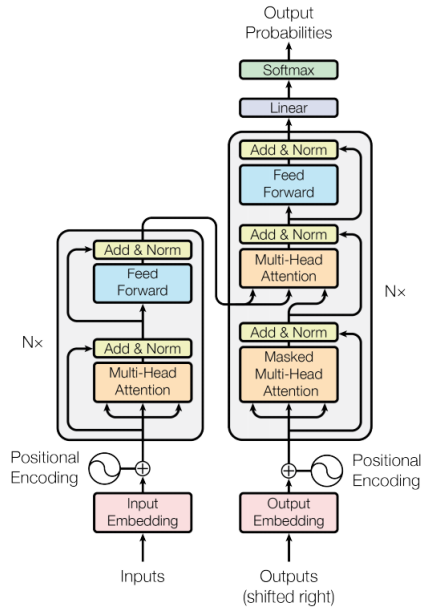 Output
Probabilities
Softmax
Linear
Add & Norm
Feed
Forward
Add & Norm
Multi-Head
Attention
Add & Norm
Masked
Multi-Head
Attention
N×
Positional
Encoding
Output
Embedding
Outputs
(shifted right)
Add & Norm
Feed
Forward
Add & Norm
Multi-Head
Attention
N×
Positional
Encoding
Input
Embedding
Inputs